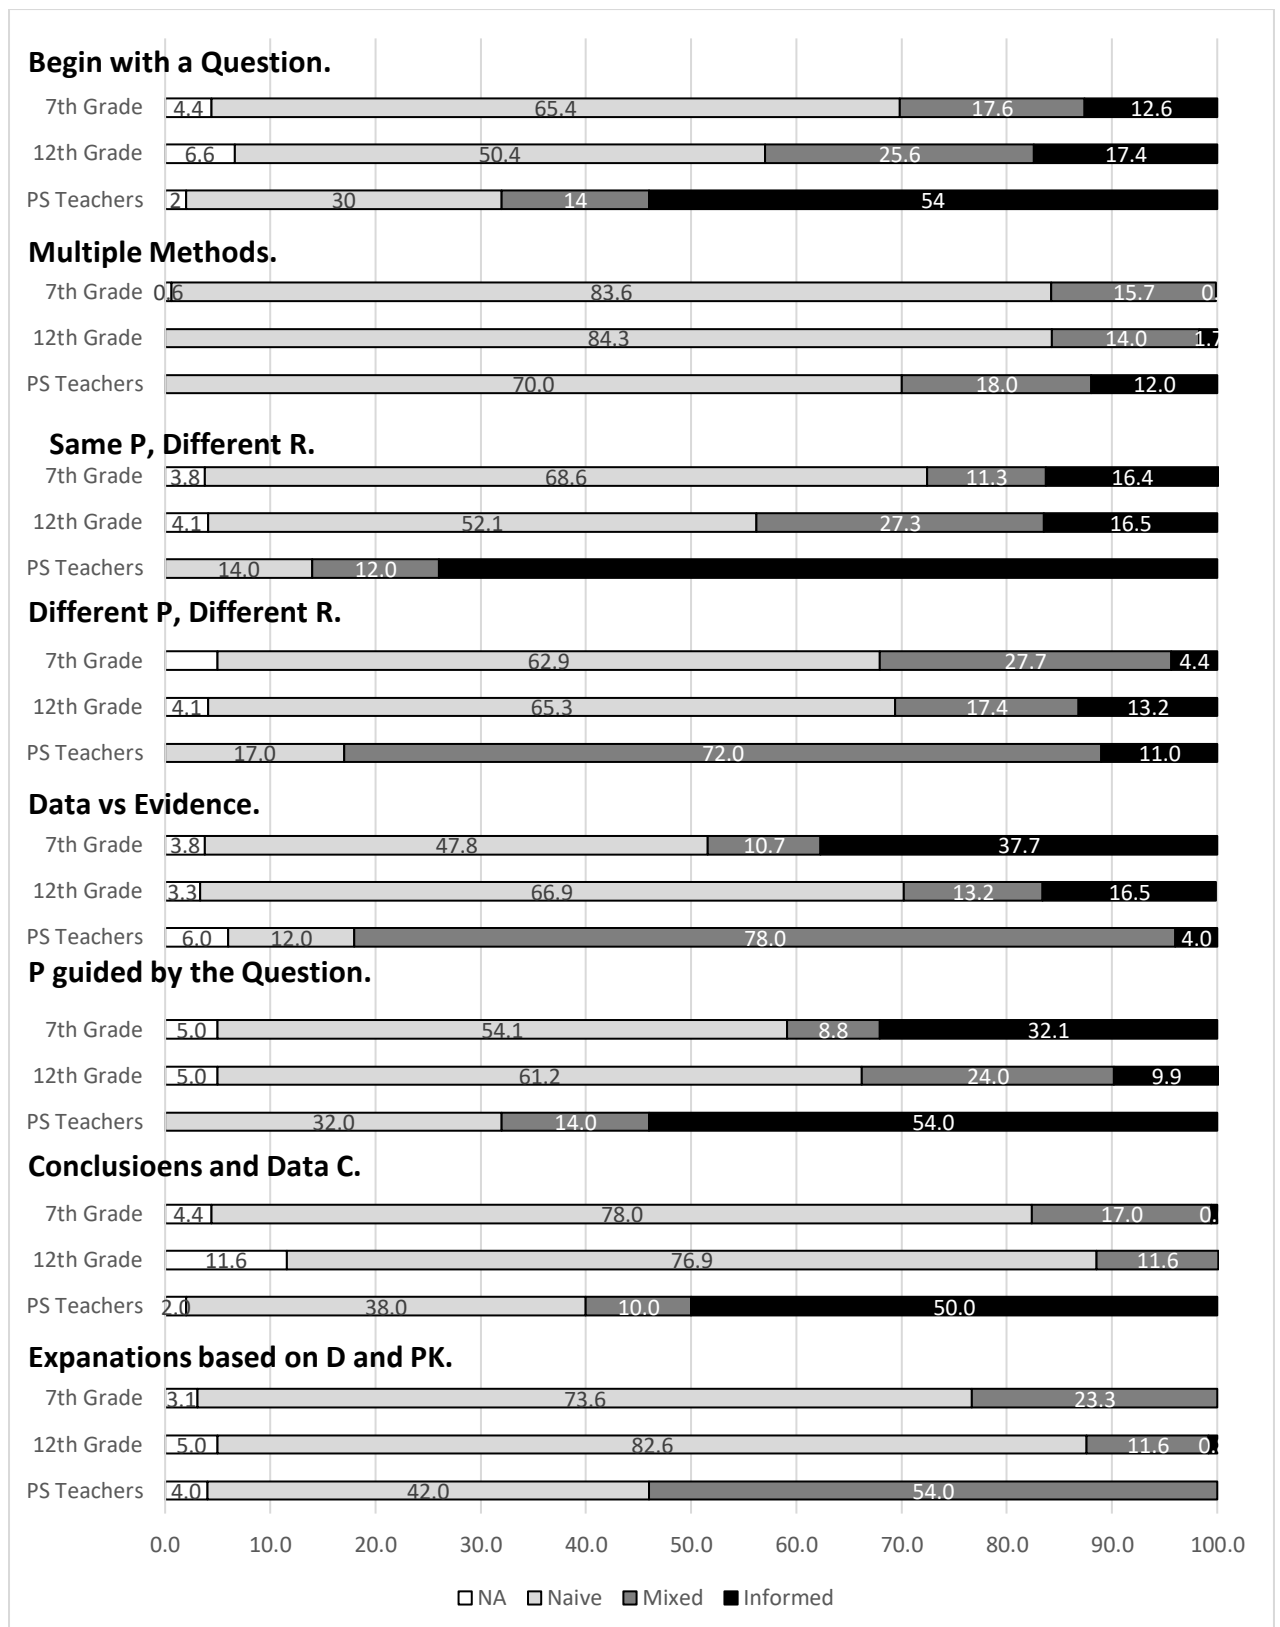 Begin with a Question.
7th Grade 4.4 65.4 17.6 12.6
12th Grade 6.6 50.4 25.6 17.4
PS Teachers 2 30 14 54
Multiple Methods.
7th Grade 0.6 83.6 15.7 0.
12th Grade 84.3 14.0 1.7
PS Teachers 70.0 18.0 12.0
Same P, Different R.
7th Grade 3.8 68.6 11.3 16.4
12th Grade 4.1 52.1 27.3 16.5
PS Teachers 14.0 12.0
Different P, Different R.
7th Grade 62.9 27.7 4.4
12th Grade 4.1 65.3 17.4 13.2
PS Teachers 17.0 72.0 11.0
Data vs Evidence.
7th Grade 3.8 47.8 10.7 37.7
12th Grade 3.3 66.9 13.2 16.5
PS Teachers 6.0 12.0 78.0 4.0
P guided by the Question.
7th Grade 5.0 54.1 8.8 32.1
12th Grade 5.0 61.2 24.0 9.9
PS Teachers 32.0 14.0 54.0
Conclusioens and Data C.
7th Grade 4.4 78.0 17.0 0.
12th Grade 11.6 76.9 11.6
PS Teachers 2.0 38.0 10.0 50.0
Expanations based on D and PK.
7th Grade 3.1 73.6 23.3
12th Grade 5.0 82.6 11.6 0.
PS Teachers 4.0 42.0 54.0
0.0 10.0 20.0 30.0 40.0 50.0 60.0 70.0 80.0 90.0 100.0
NA Naive Mixed Informed